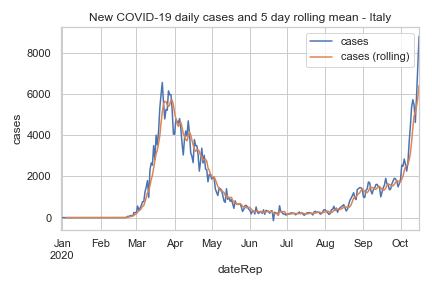 New COVID-19 daily cases and 5 day rolling mean - Italy
cases
cases (rolling)
8000
6000
4000
2000
0
cases
Jan Feb Mar Apr May Jun Jul Aug Sep Oct
2020
dateRep